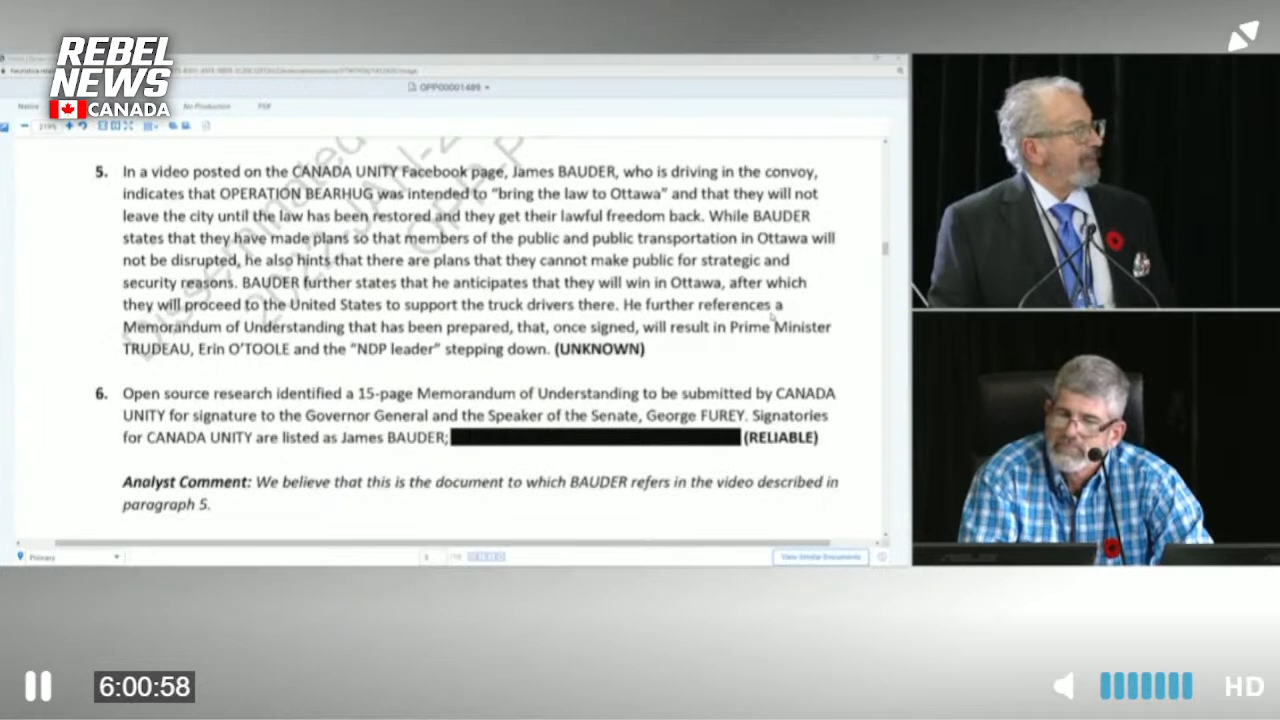 REBEL
NEWS
CANADA
OPP00001489
No Production
PDF
219%
5. In a video posted on the CANADA UNITY Facebook page, James BAUDER, who is driving in the convoy,
indicates that OPERATION BEARHUG was intended to “bring the law to Ottawa” and that they will not
leave the city until the law has been restored and they get their lawful freedom back. While BAUDER
states that they have made plans so that members of the public and public transportation in Ottawa will
not be disrupted, he also hints that there are plans that they cannot make public for strategic and
security reasons. BAUDER further states that he anticipates that they will win in Ottawa, after which
they will proceed to the United States to support the truck drivers there. He further references a
Memorandum of Understanding that has been prepared, that, once signed, will result in Prime Minister
TRUDEAU, Erin O’TOOLE and the “NDP leader” stepping down. (UNKNOWN)
6. Open source research identified a 15-page Memorandum of Understanding to be submitted by CANADA
UNITY for signature to the Governor General and the Speaker of the Senate, George FUREY. Signatories
for CANADA UNITY are listed as James BAUDER; (RELIABLE)
Analyst Comment: We believe that this is the document to which BAUDER refers in the video described in
paragraph 5.
Disseminated
Primary
View Similar Documents
6:00:58
HD